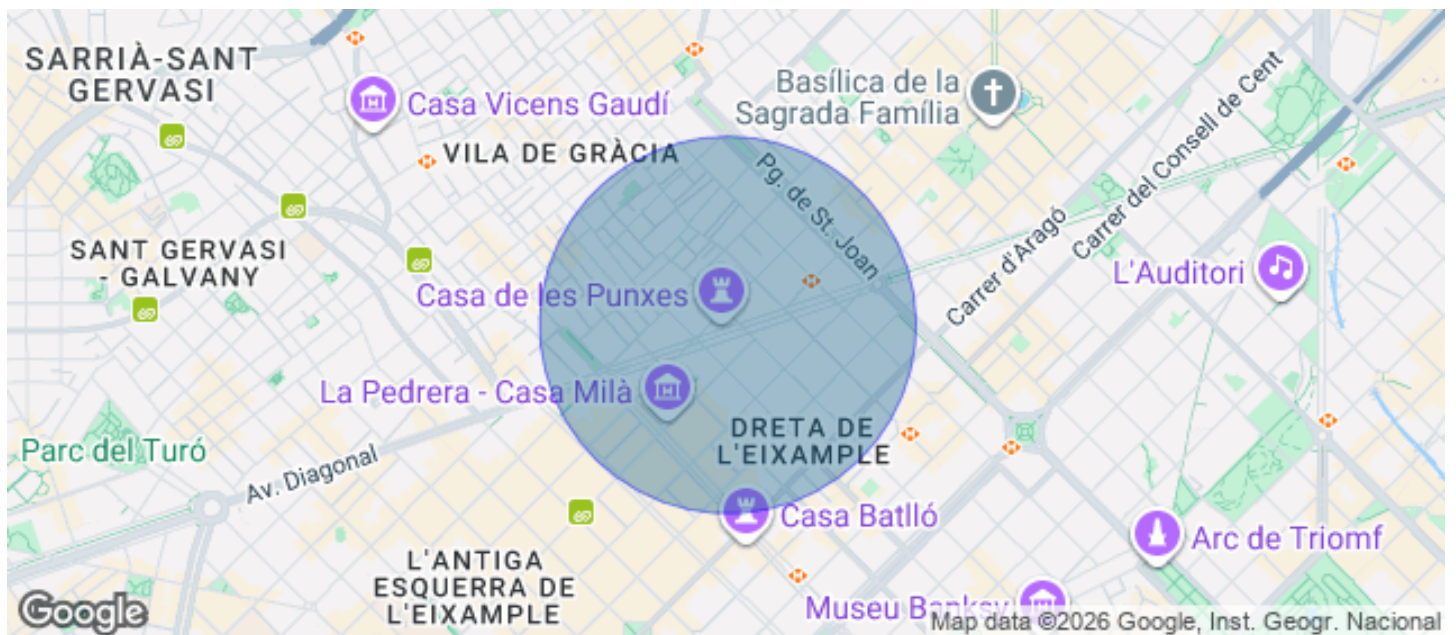 SARRIÀ-SANT
GERVASI
Casa Vicens Gaudí
Basílica de la
Sagrada Família
VILA DE GRÀCIA
Pg. de St. Joan
Carrer del Consell de Cent
Carrer d'Aragó
SANT GERVASI
- GALVANY
L'Auditori
Casa de les Punxes
La Pedrera - Casa Milà
DRETA DE
L'EIXAMPLE
Parc del Turó
Av. Diagonal
Casa Batlló
Arc de Triomf
L'ANTIGA
ESQUERRA DE
L'EIXAMPLE
Museu Banksy
Google
Map data ©2026 Google, Inst. Geogr. Nacional